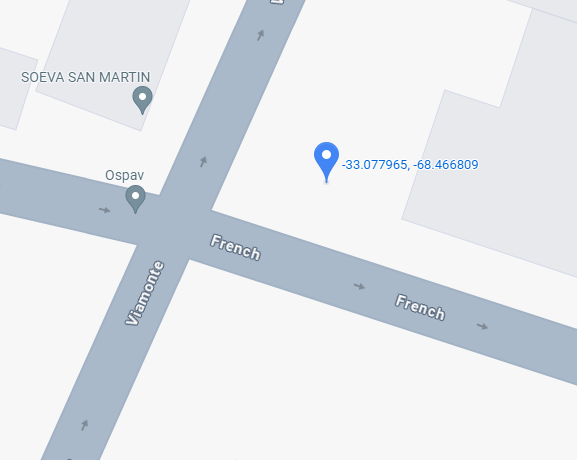 SOEVA SAN MARTIN
-33.077965, -68.466809
Ospav
French
Viamonte
French